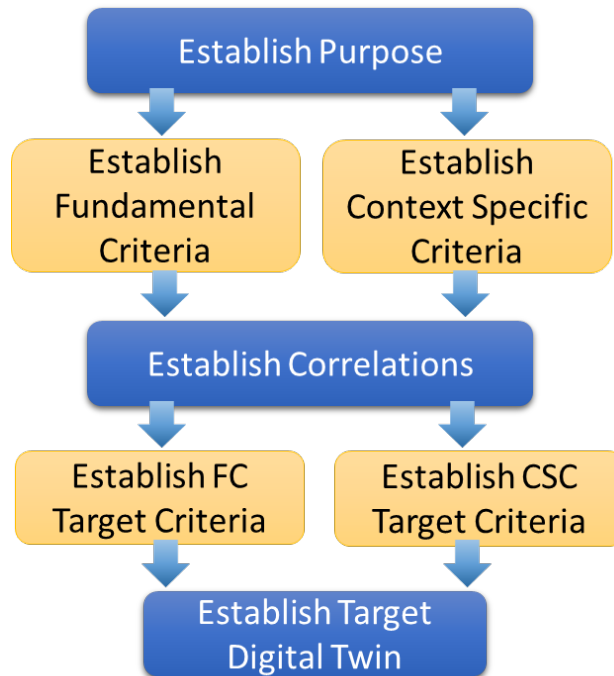 Establish Purpose
Establish
Fundamental
Criteria
Establish
Context Specific
Criteria
Establish Correlations
Establish FC
Target Criteria
Establish CSC
Target Criteria
Establish Target
Digital Twin